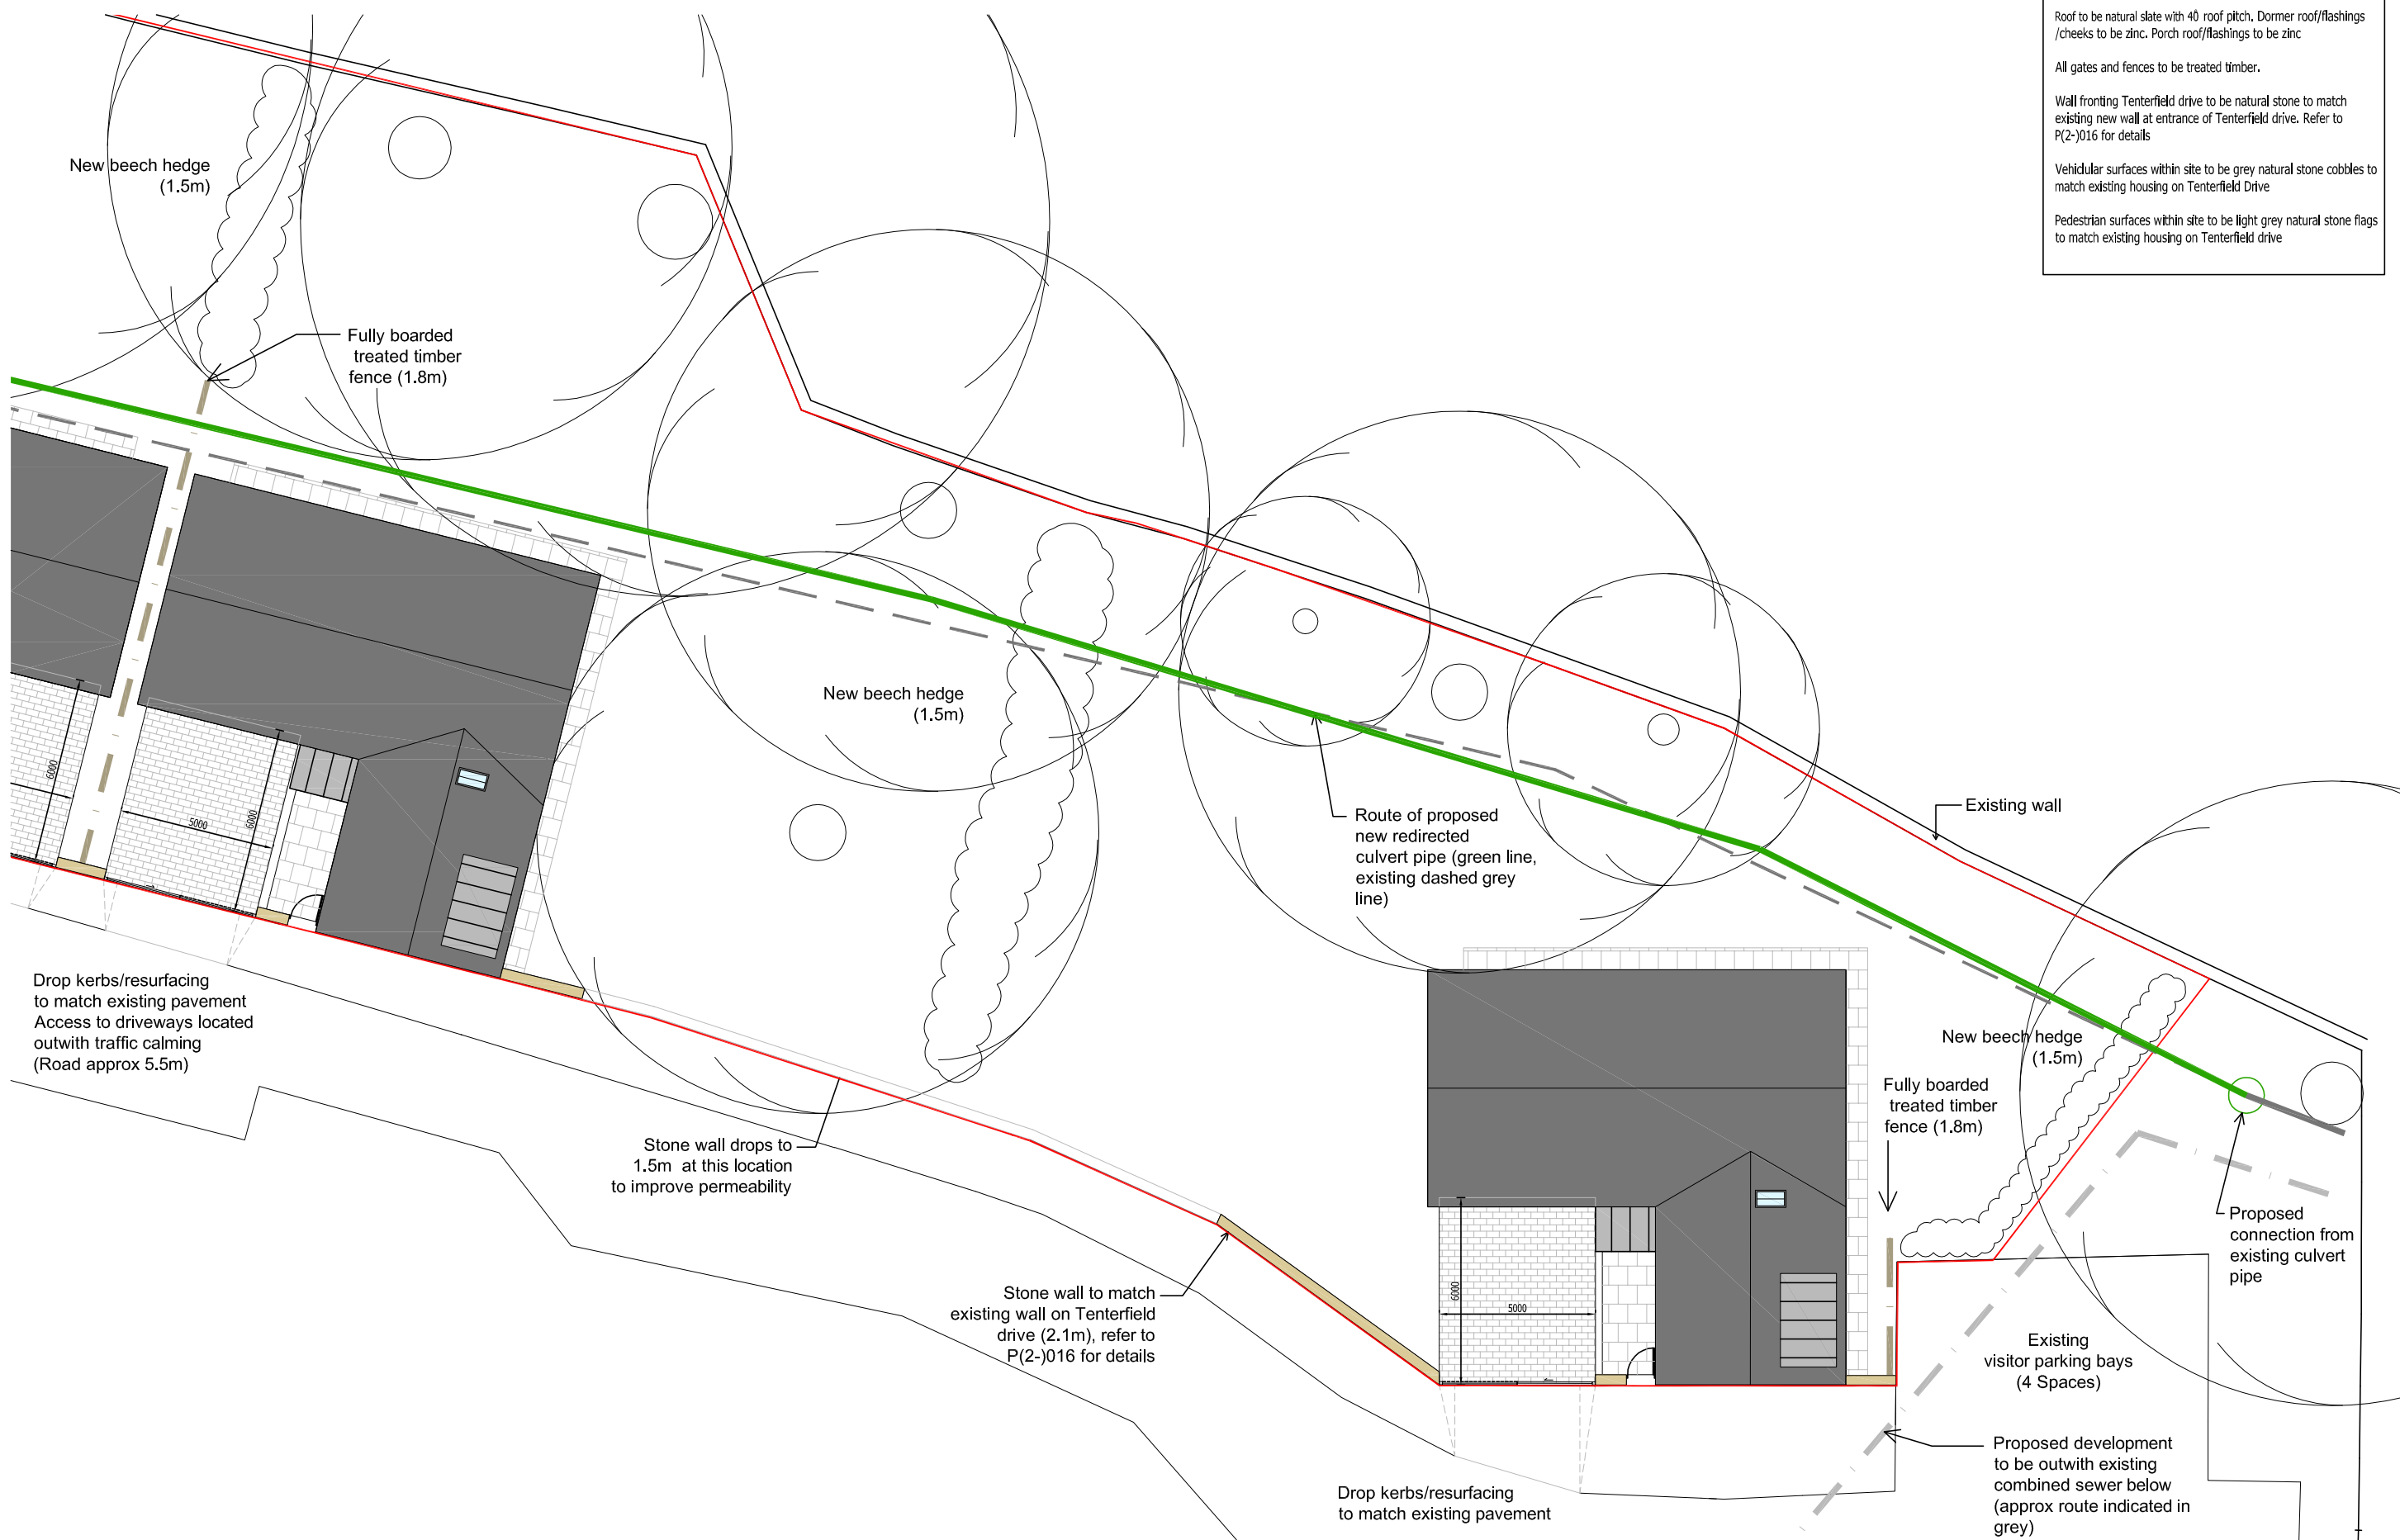 Roof to be natural slate with 40 roof pitch. Dormer roof/flashings
/cheeks to be zinc. Porch roof/flashings to be zinc
All gates and fences to be treated timber.
Wall fronting Tenterfield drive to be natural stone to match
existing new wall at entrance of Tenterfield drive. Refer to
P(2-)016 for details
Vehiclular surfaces within site to be grey natural stone cobbles to
match existing housing on Tenterfield Drive
Pedestrian surfaces within site to be light grey natural stone flags
to match existing housing on Tenterfield drive
New beech hedge
(1.5m)
Fully boarded
treated timber
fence (1.8m)
New beech hedge
(1.5m)
6000
5000
6000
Route of proposed
new redirected
culvert pipe (green line,
existing dashed grey
line)
Existing wall
Drop kerbs/resurfacing
to match existing pavement
Access to driveways located
outwith traffic calming
(Road approx 5.5m)
New beech hedge
(1.5m)
Fully boarded
treated timber
fence (1.8m)
Stone wall drops to
1.5m at this location
to improve permeability
Proposed
connection from
existing culvert
pipe
Stone wall to match
existing wall on Tenterfield
drive (2.1m), refer to
P(2-)016 for details
6000
5000
Existing
visitor parking bays
(4 Spaces)
Proposed development
to be outwith existing
combined sewer below
(approx route indicated in
grey)
Drop kerbs/resurfacing
to match existing pavement